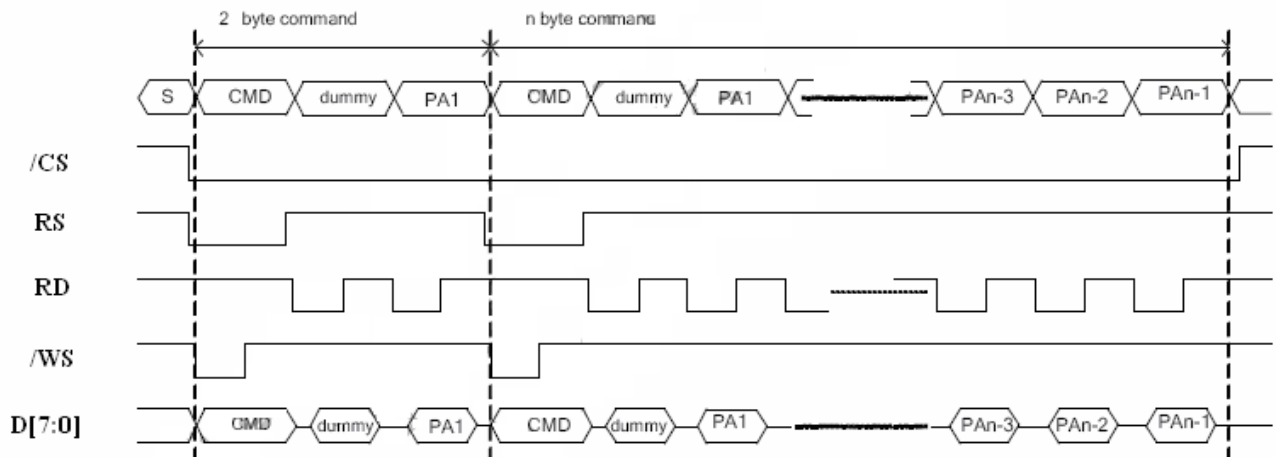 2 byte command n byte command
S CMD dummy PA1 CMD dummy PA1 PAn-3 PAn-2 PAn-1
/CS
RS
RD
/WS
D[7:0] CMD dummy PA1 CMD dummy PA1 PAn-3 PAn-2 PAn-1